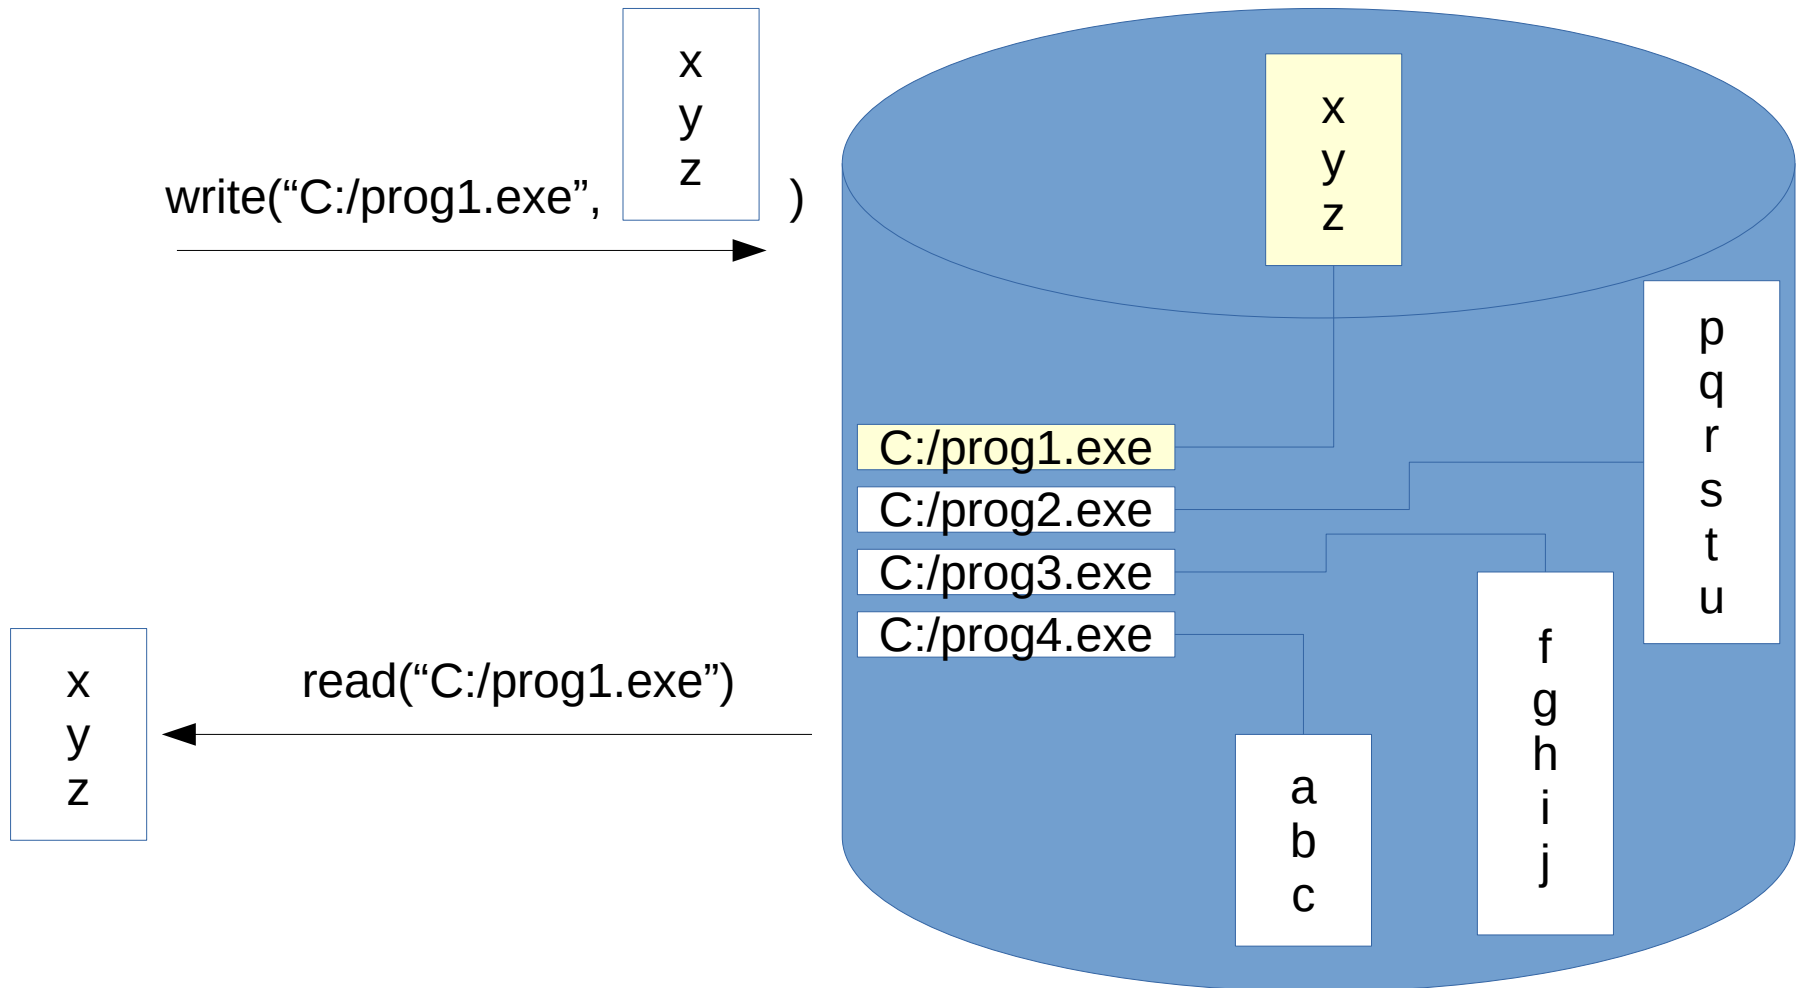 x
y
z
write(“C:/prog1.exe”, )
x
y
z
C:/prog1.exe
C:/prog2.exe
C:/prog3.exe
C:/prog4.exe
p
q
r
s
t
u
f
g
h
i
j
a
b
c
read(“C:/prog1.exe”)
x
y
z